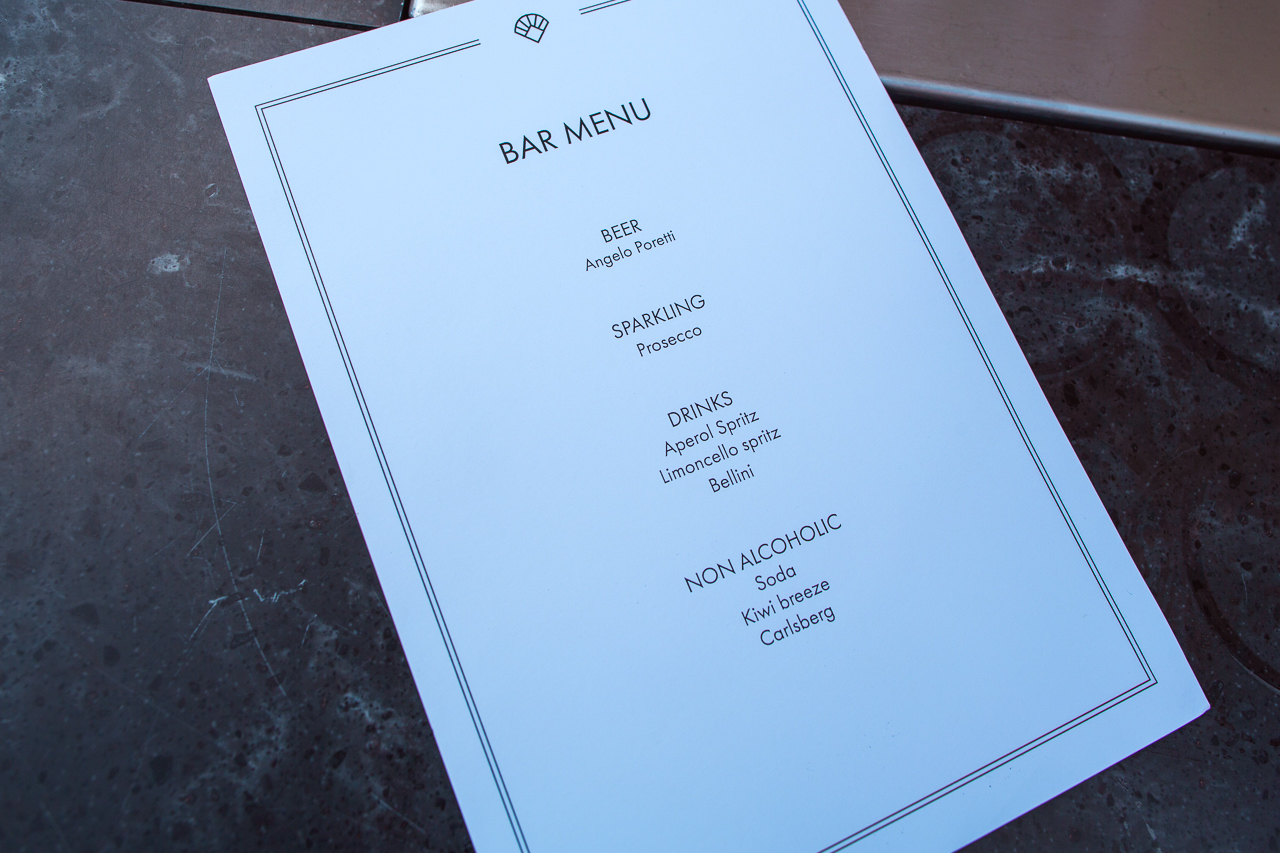 BAR MENU
BEER
Angelo Poretti
SPARKLING
Prosecco
DRINKS
Aperol Spritz
Limoncello spritz
Bellini
NON ALCOHOLIC
Soda
Kiwi breeze
Carlsberg